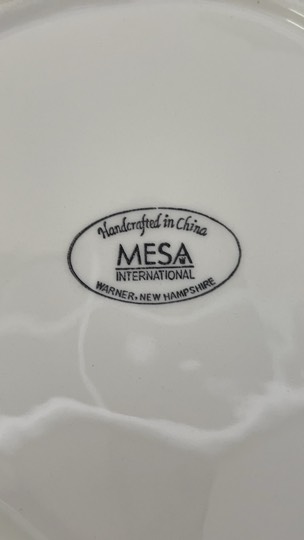 Handcrafted in China
MESA
INTERNATIONAL
WARNER, NEW HAMPSHIRE